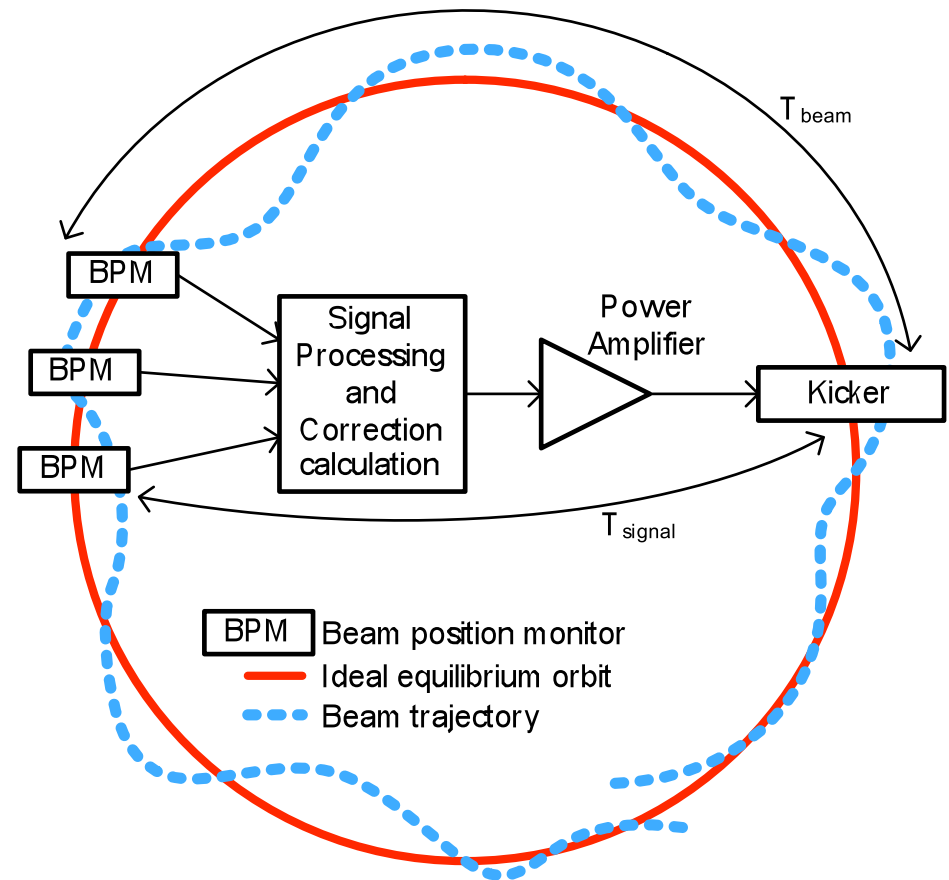 T beam
BPM
BPM
BPM
Signal
Processing
and
Correction
calculation
Power
Amplifier
Kicker
T signal
BPM Beam position monitor
Ideal equilibrium orbit
Beam trajectory